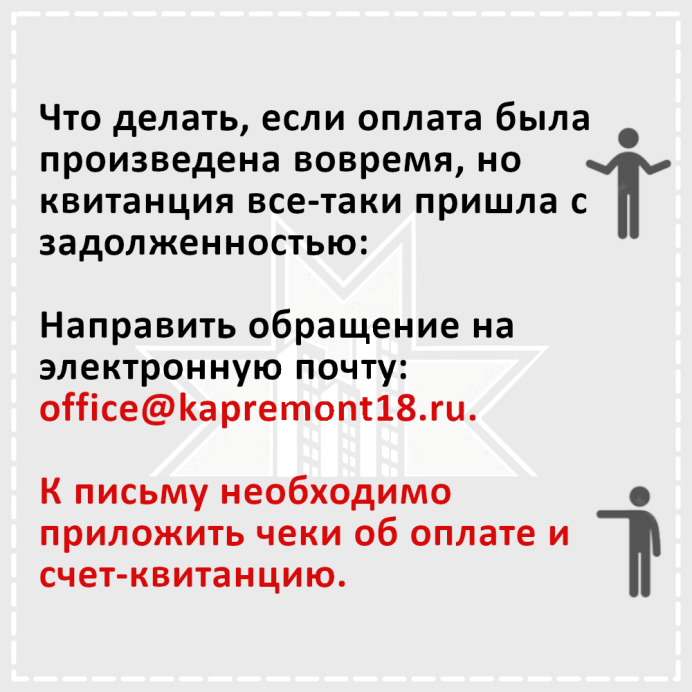 Что делать, если оплата была
произведена вовремя, но
квитанция все-таки пришла с
задолженностью:
Направить обращение на
электронную почту:
office@kapremont18.ru.
К письму необходимо
приложить чеки об оплате и
счет-квитанцию.